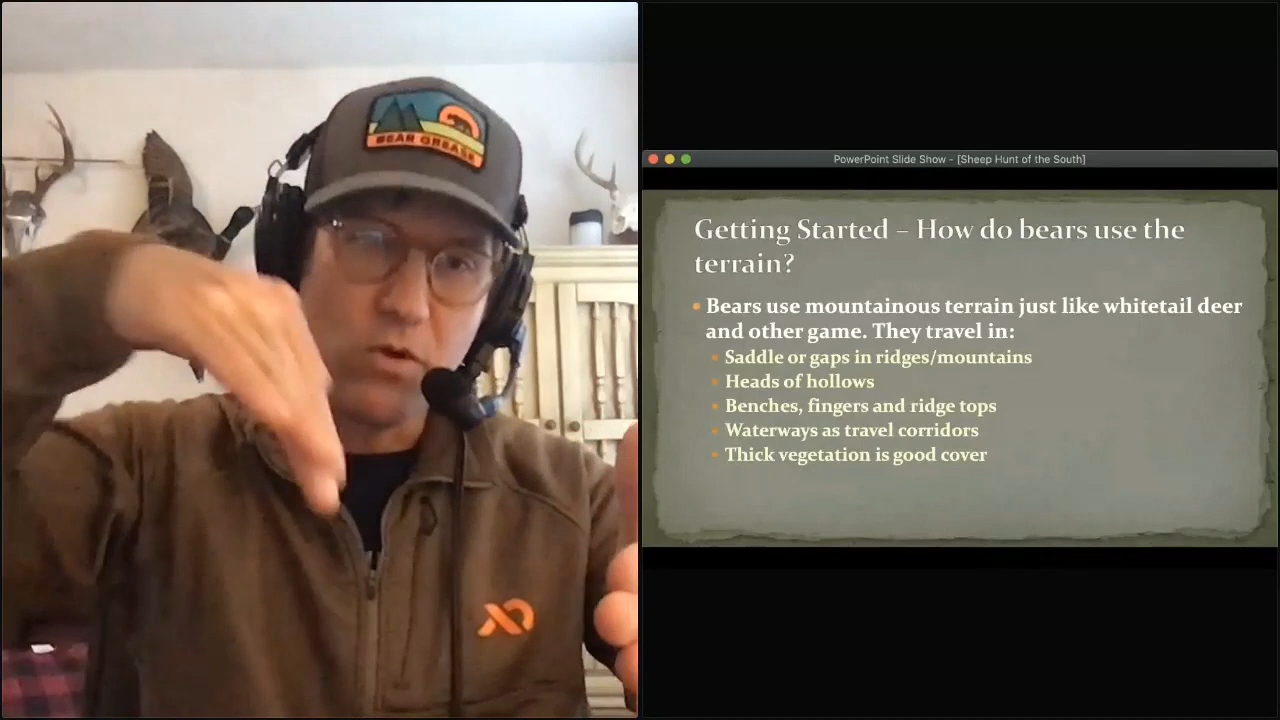 BEAR GREASE
PowerPoint Slide Show - [Sheep Hunt of the South]
Getting Started – How do bears use the
terrain?
Bears use mountainous terrain just like whitetail deer
and other game. They travel in:
Saddle or gaps in ridges/mountains
Heads of hollows
Benches, fingers and ridge tops
Waterways as travel corridors
Thick vegetation is good cover